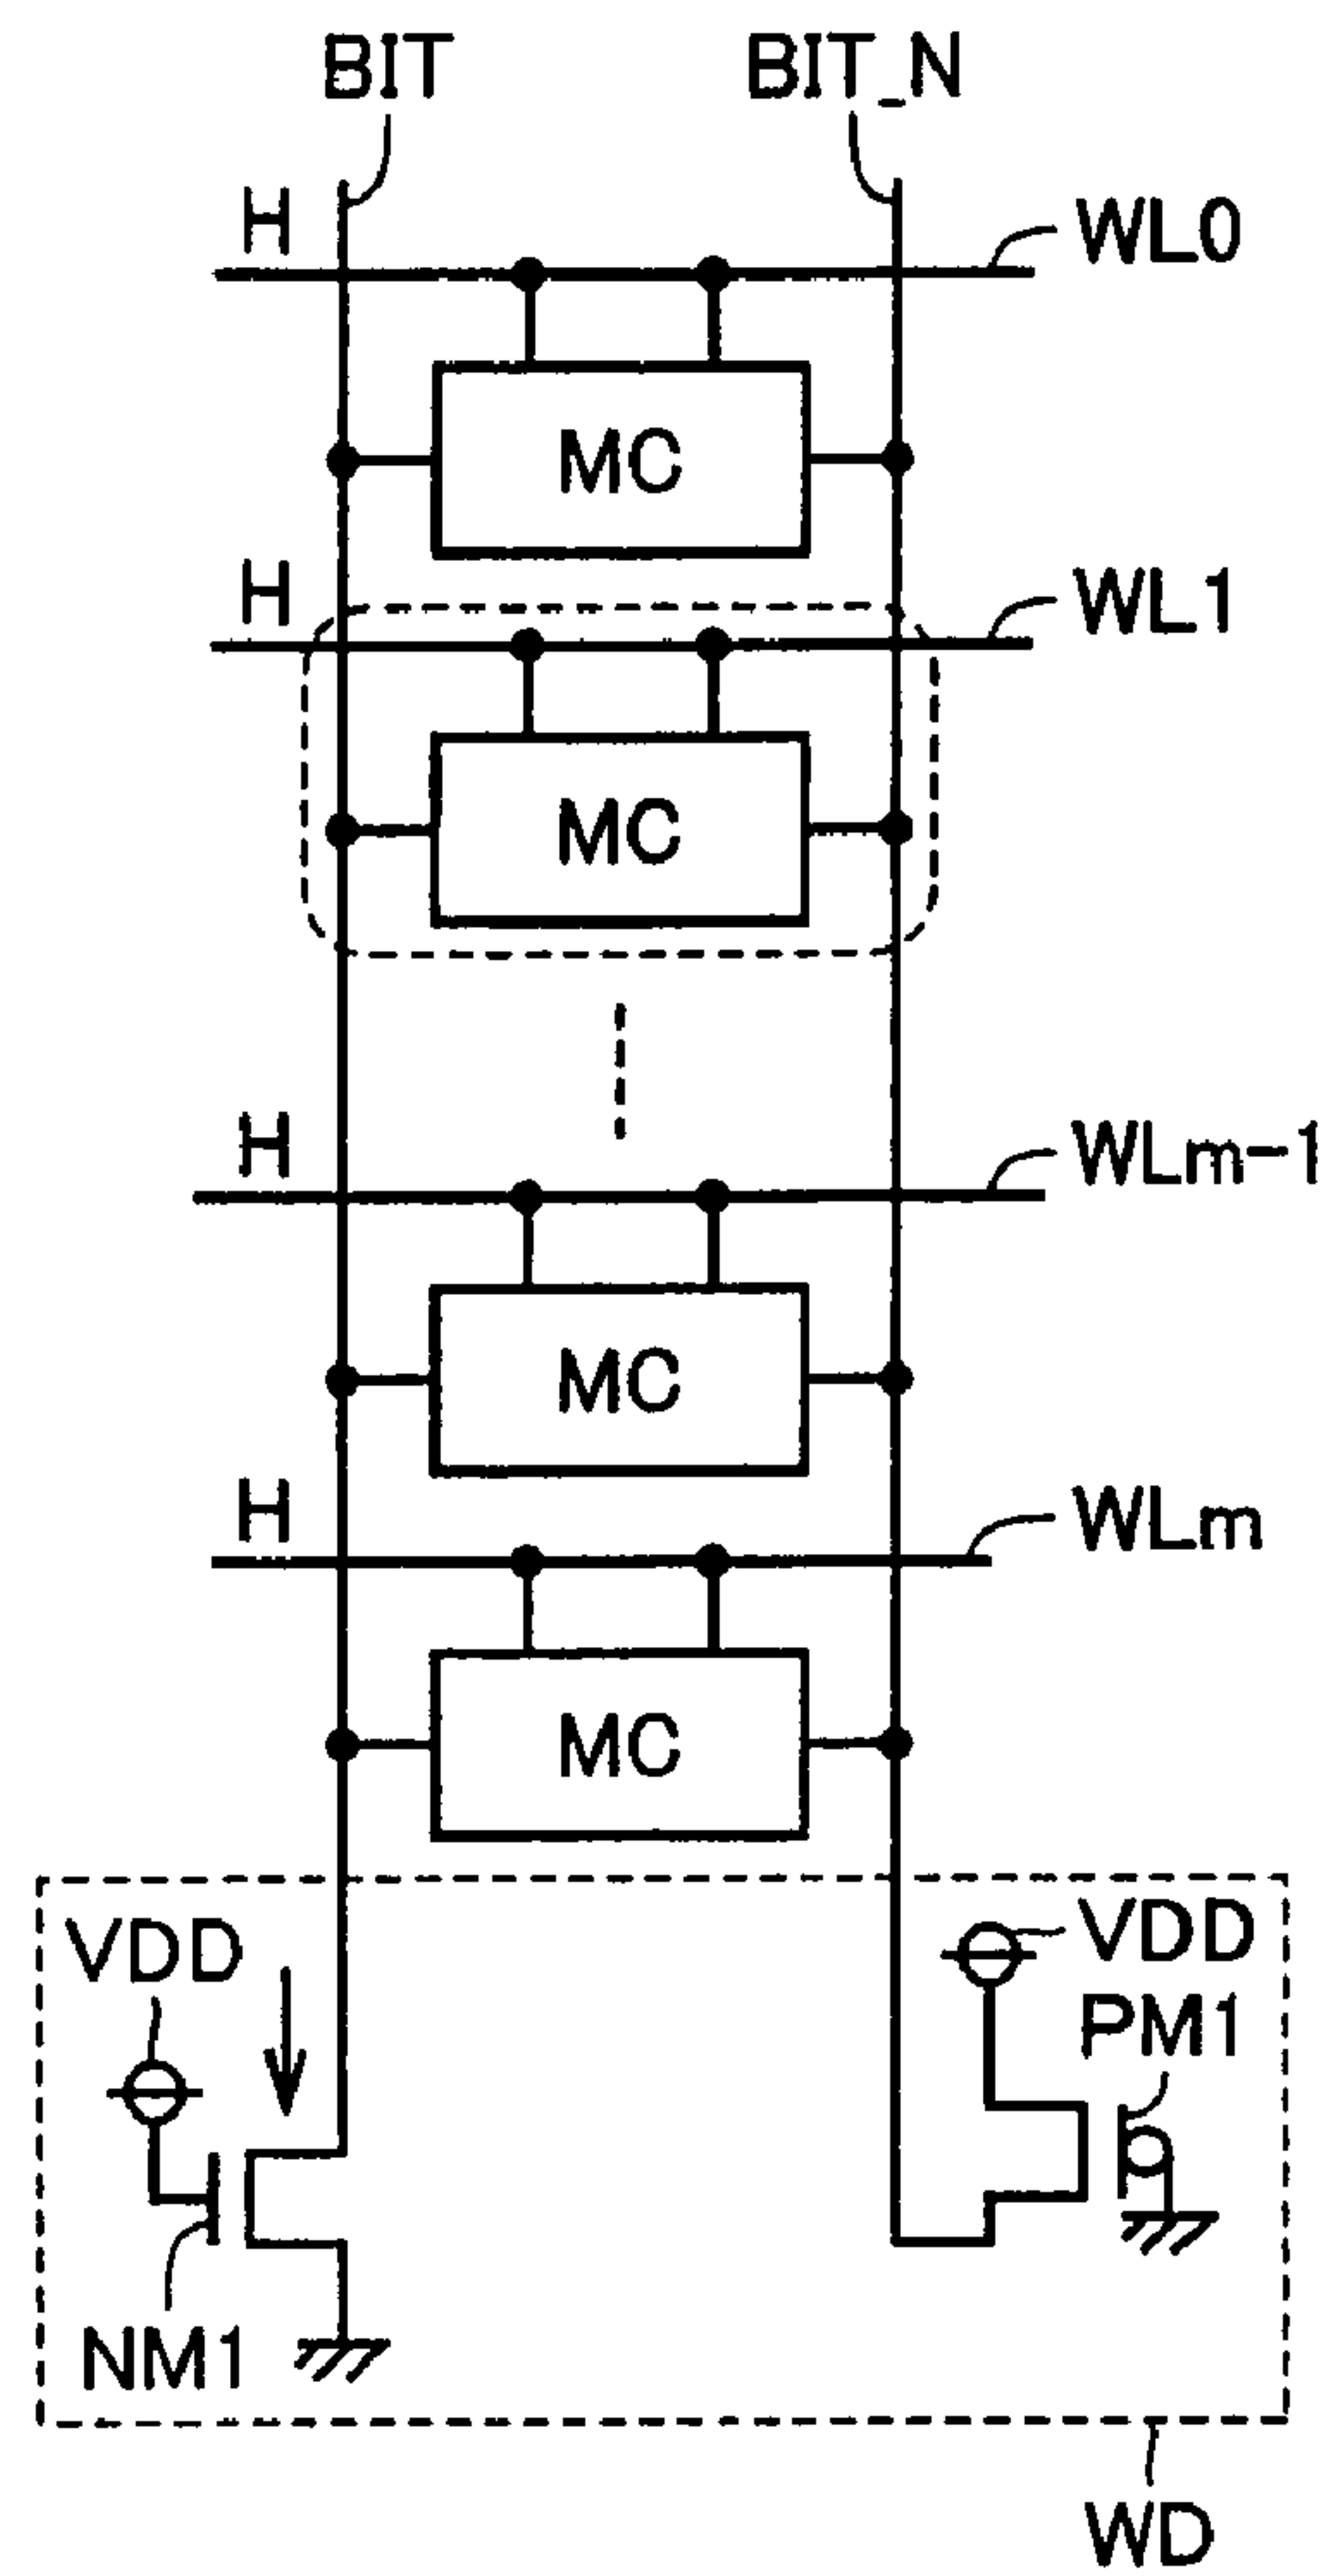 BIT BIT_N
H WL0
MC
H WL1
MC
H WLm-1
MC
H WLm
MC
VDD VDD
PM1
NM1
WD